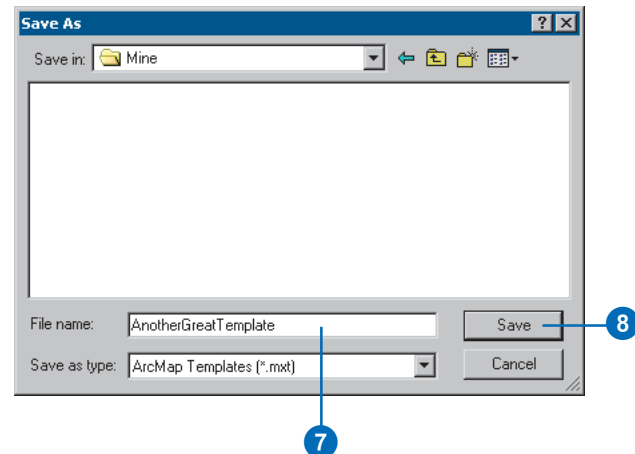 Save As
Save in: Mine
File name: AnotherGreatTemplate Save 8
Save as type: ArcMap Templates (*.mxt) Cancel
7